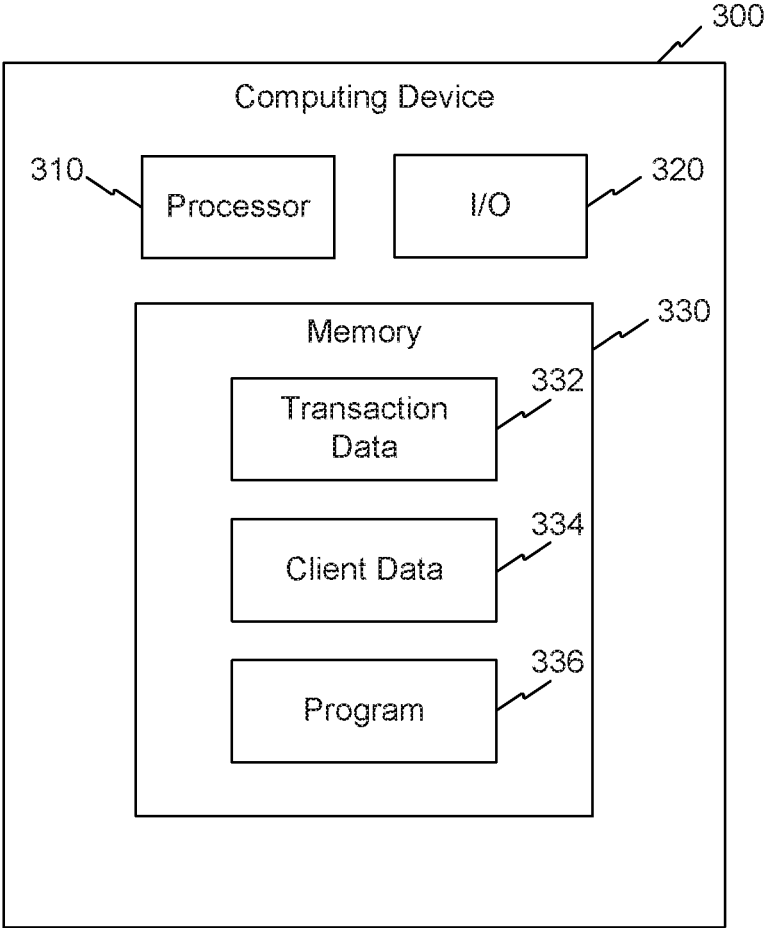 300
Computing Device
310
Processor
I/O
320
330
Memory
332
Transaction
Data
334
Client Data
336
Program